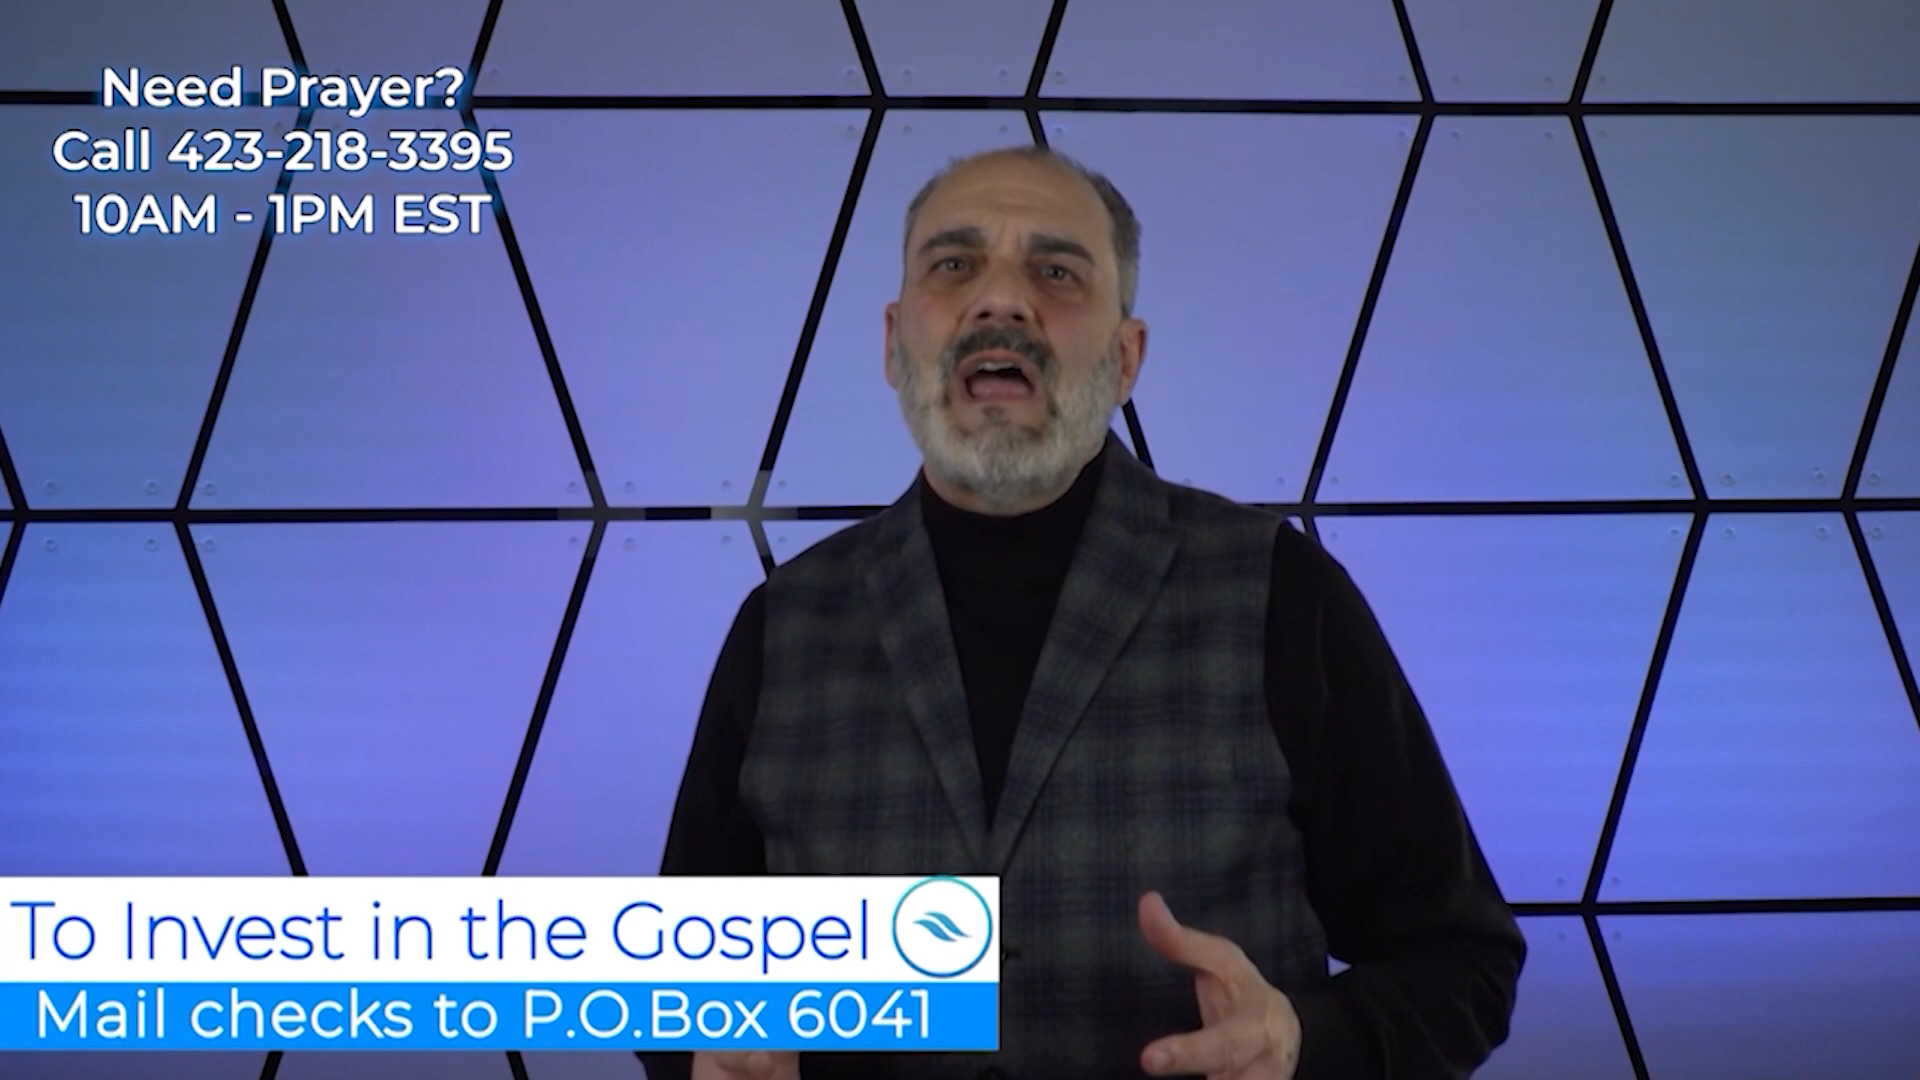 Need Prayer?
Call 423-218-3395
10AM - 1PM EST
To Invest in the Gospel
Mail checks to P.O.Box 6041